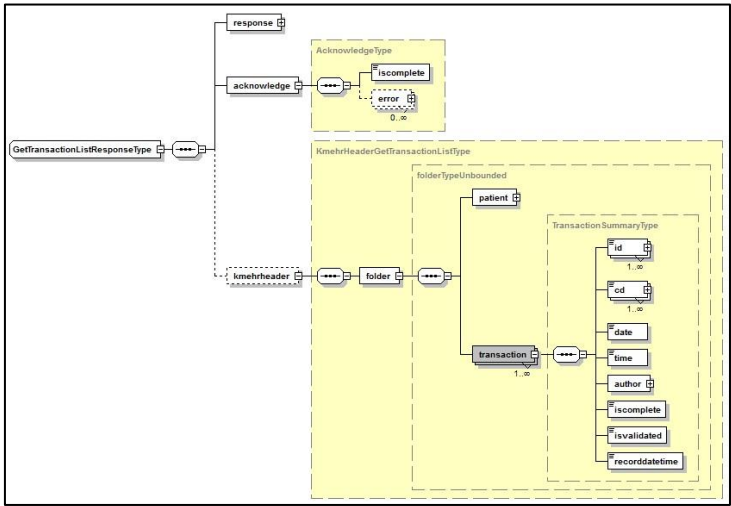 response
AcknowledgeType
acknowledge
iscomplete
error
0..∞
GetTransactionListResponseType
KmehrHeaderGetTransactionListType
folderTypeUnbounded
patient
TransactionSummaryType
id
1..∞
kmehrheader
folder
cd
1..∞
date
transaction
1..∞
time
author
iscomplete
isvalidated
recorddatetime